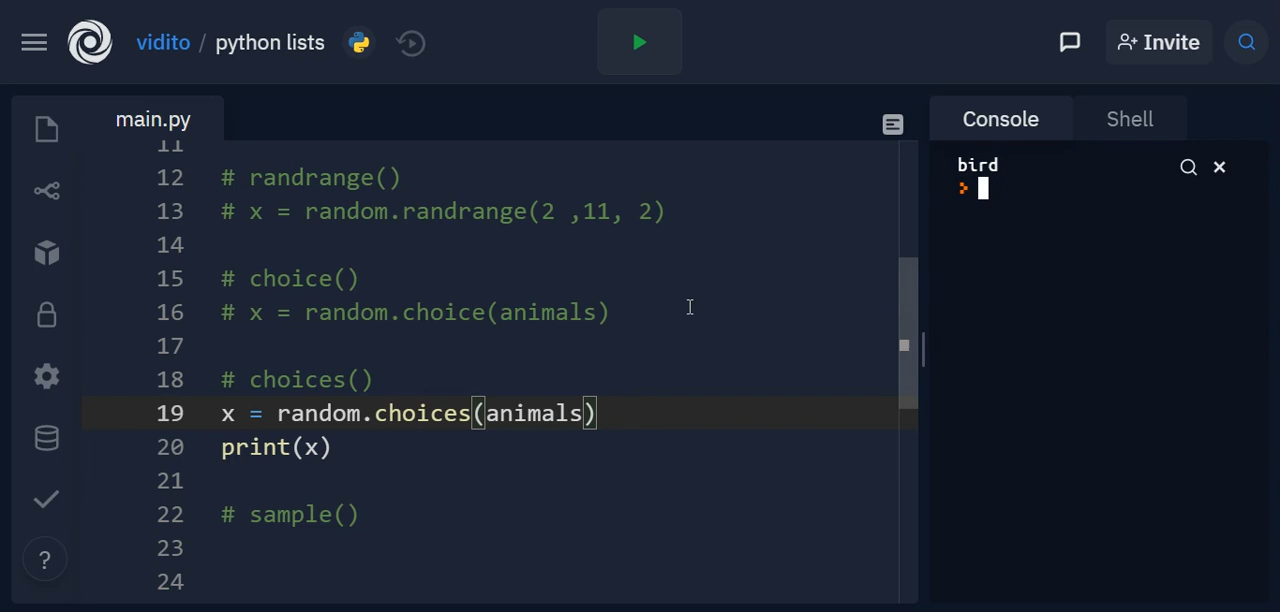 vidito / python lists
Invite
main.py
Console
Shell
11
12 # randrange()
13 # x = random.randrange(2 ,11, 2)
14
15 # choice()
16 # x = random.choice(animals)
17
18 # choices()
19 x = random.choices(animals)
20 print(x)
21
22 # sample()
23
24
?
bird